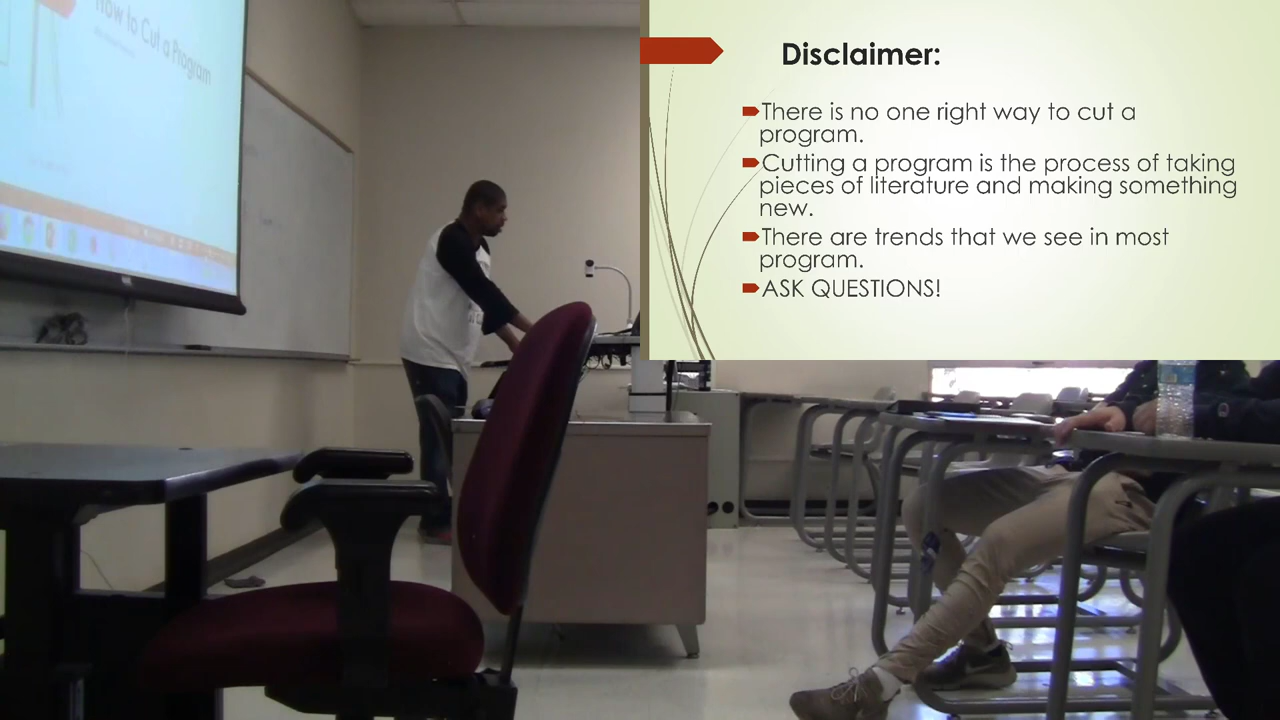 How to Cut a Program
Disclaimer:
There is no one right way to cut a
program.
Cutting a program is the process of taking
pieces of literature and making something
new.
There are trends that we see in most
program.
ASK QUESTIONS!